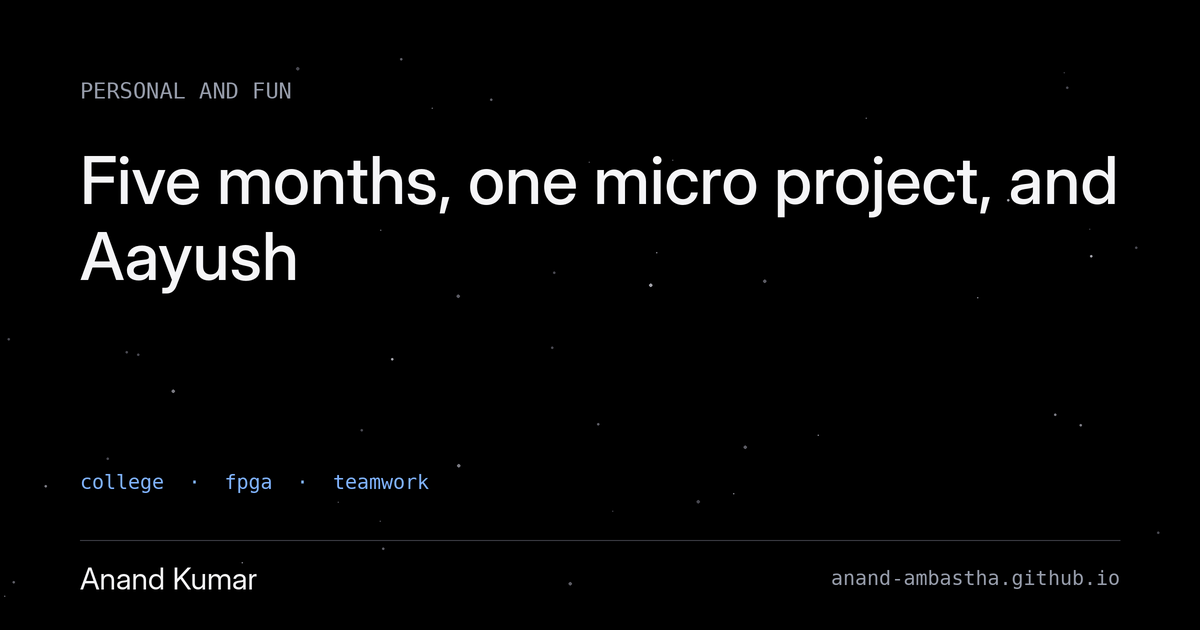 PERSONAL AND FUN
Five months, one micro project, and
Aayush
college · fpga · teamwork
Anand Kumar
anand-ambastha.github.io